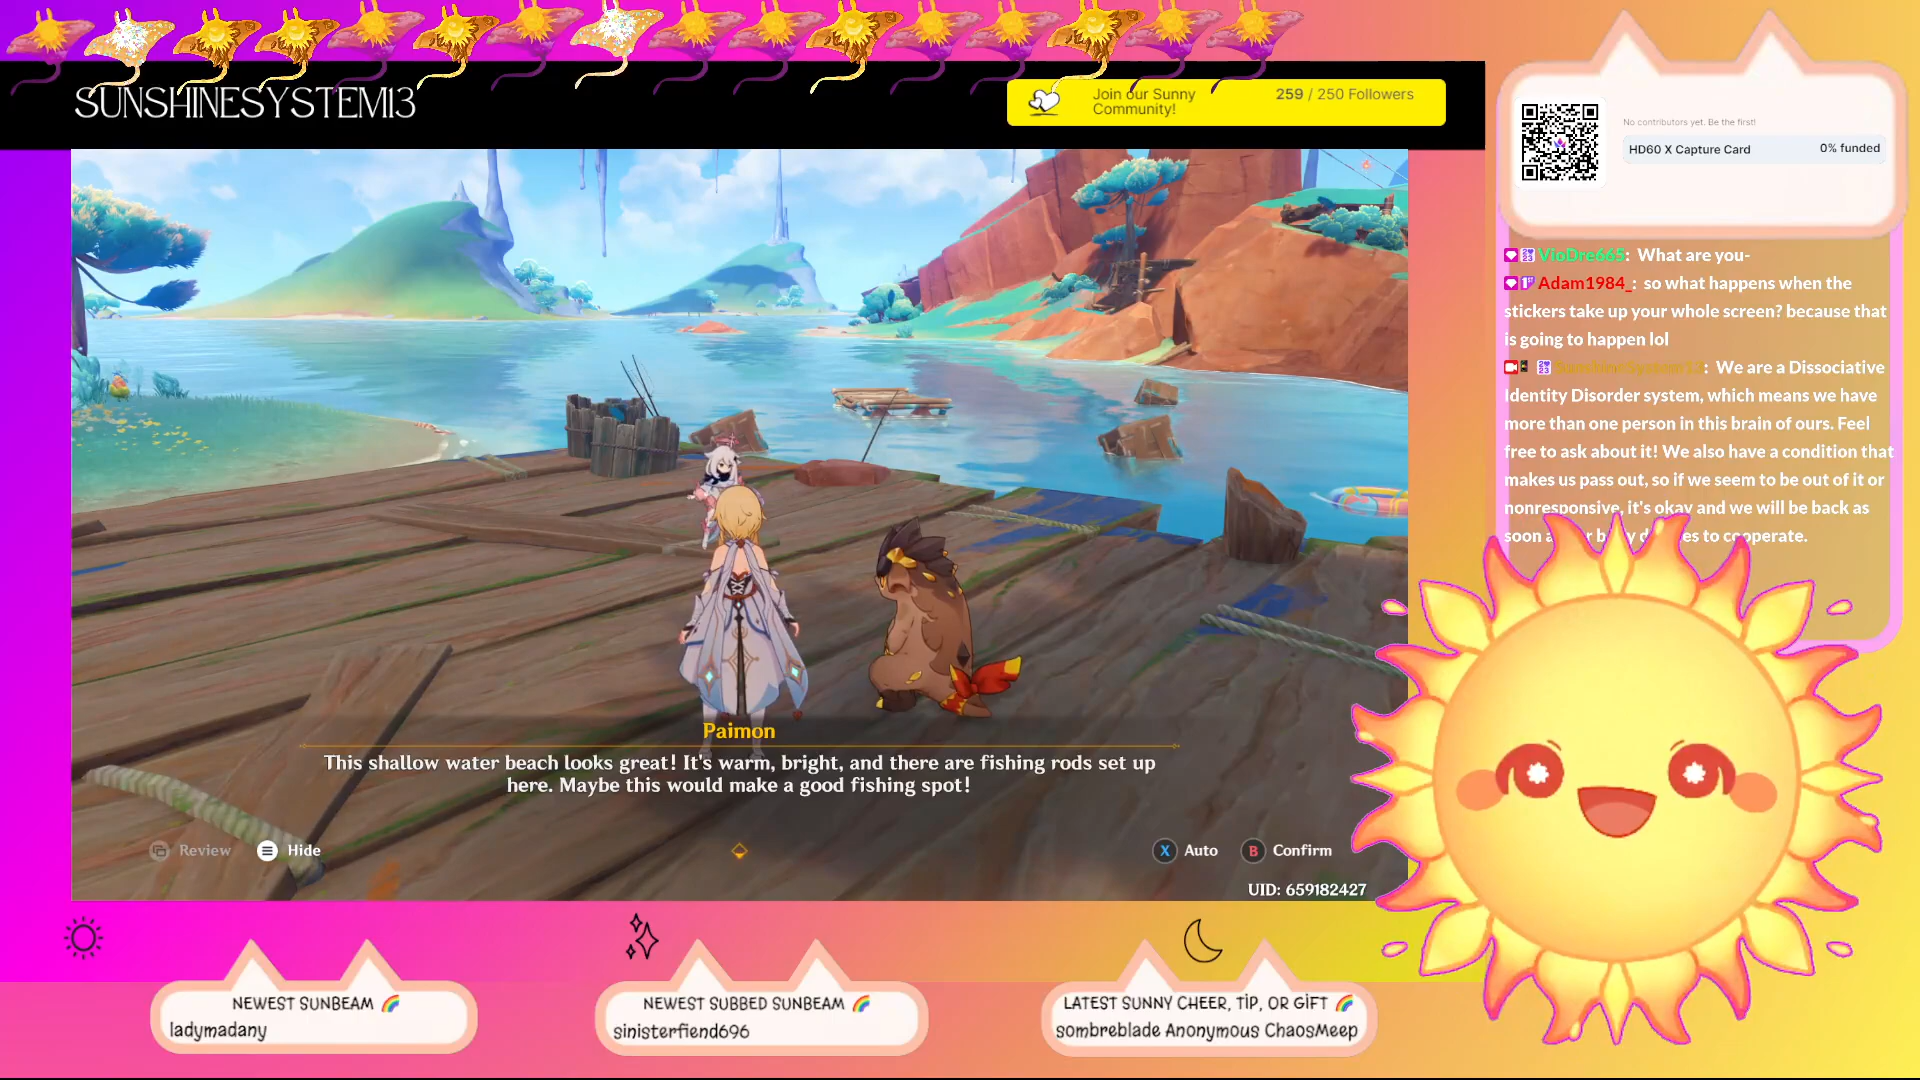 SUNSHINESYSTEM13
Join our Sunny
Community!
259 / 250 Followers
No contributors yet. Be the first!
HD60 X Capture Card
0% funded
VioDre665: What are you-
Adam1984_: so what happens when the
stickers take up your whole screen? because that
is going to happen lol
SunshineSystem13: We are a Dissociative
Identity Disorder system, which means we have
more than one person in this brain of ours. Feel
free to ask about it! We also have a condition that
makes us pass out, so if we seem to be out of it or
nonresponsive, it's okay and we will be back as
soon to cooperate.
Paimon
This shallow water beach looks great! It's warm, bright, and there are fishing rods set up
here. Maybe this would make a good fishing spot!
Review
Hide
X Auto
B Confirm
UID: 659182427
NEWEST SUNBEAM 🌈
ladymadany
NEWEST SUBBED SUNBEAM 🌈
sinisterfiend696
LATEST SUNNY CHEER, TIP, OR GIFT 🌈
sombreblade Anonymous ChaosMeep